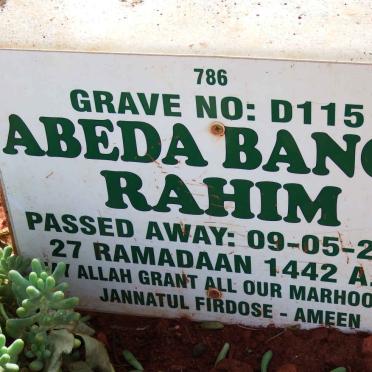 786
GRAVE NO: D115
ABEDA BANO
RAHIM
PASSED AWAY: 09-05-2
27 RAMADAAN 1442 A.
ALLAH GRANT ALL OUR MARHOO
JANNATUL FIRDOSE - AMEEN